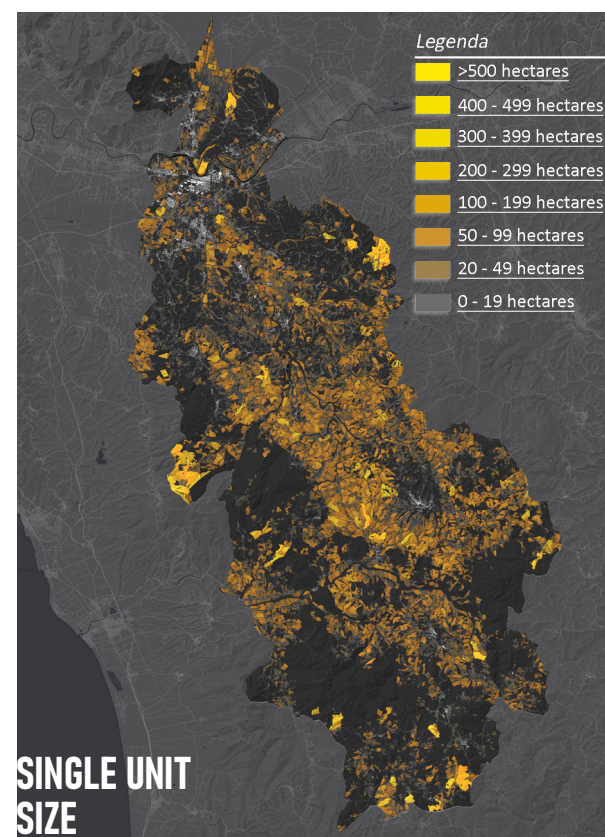 Legenda
>500 hectares
400 - 499 hectares
300 - 399 hectares
200 - 299 hectares
100 - 199 hectares
50 - 99 hectares
20 - 49 hectares
0 - 19 hectares
SINGLE UNIT
SIZE